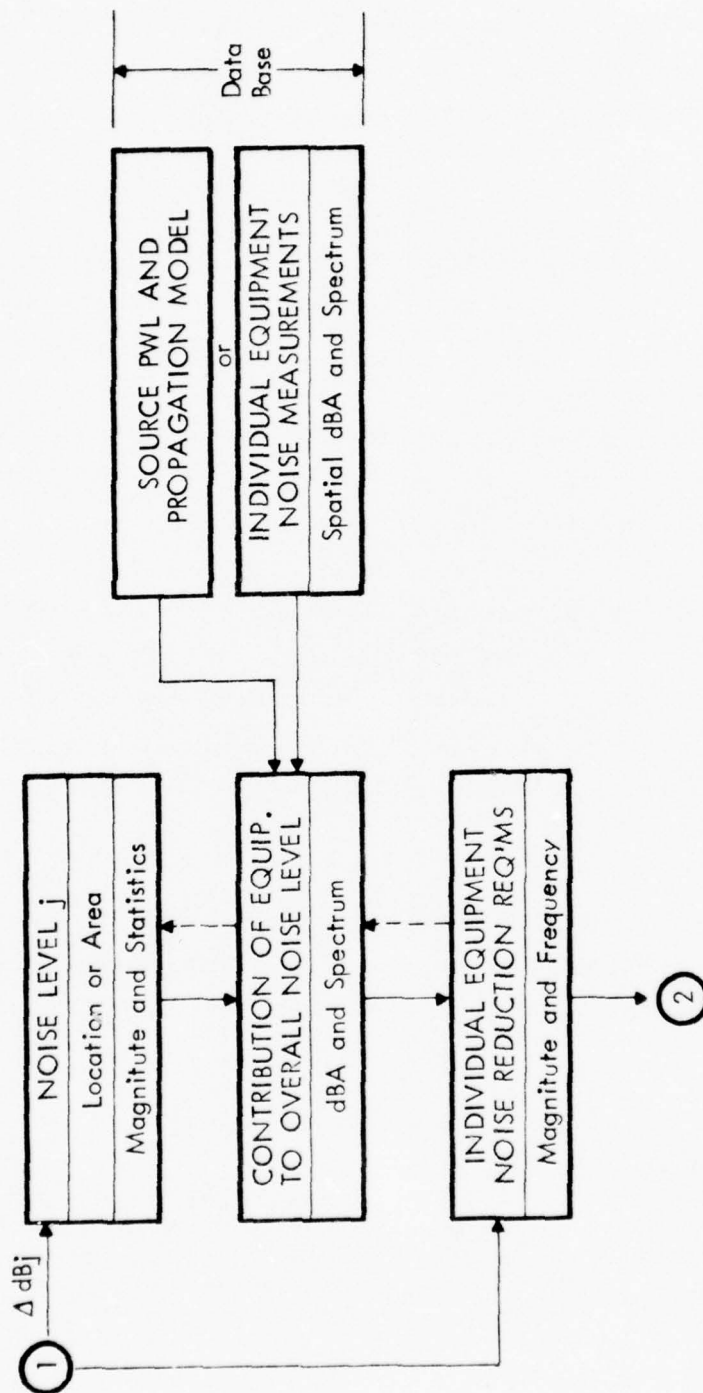 1
Δ dBj
NOISE LEVEL j
Location or Area
Magnitute and Statistics
CONTRIBUTION OF EQUIP.
TO OVERALL NOISE LEVEL
dBA and Spectrum
INDIVIDUAL EQUIPMENT
NOISE REDUCTION REQ'MS
Magnitute and Frequency
2
SOURCE PWL AND
PROPAGATION MODEL
or
INDIVIDUAL EQUIPMENT
NOISE MEASUREMENTS
Spatial dBA and Spectrum
Data
Base